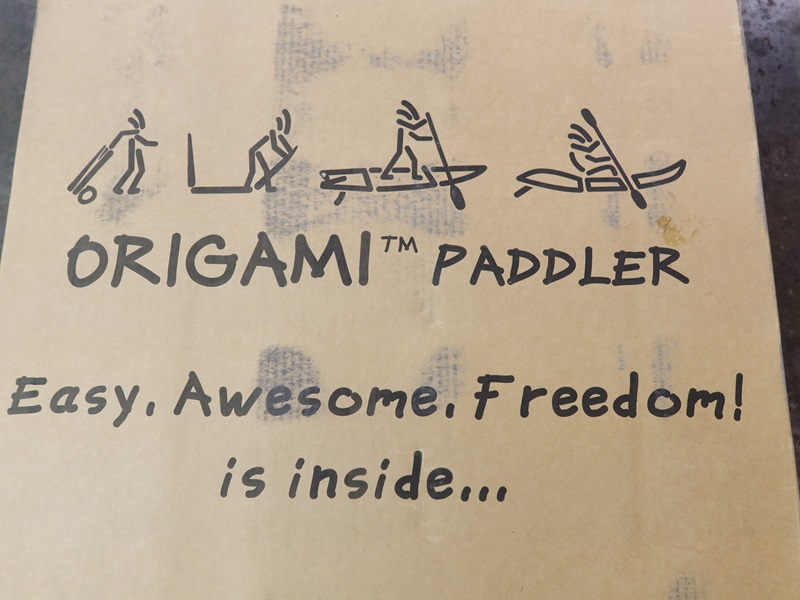 ORIGAMI™ PADDLER
Easy. Awesome. Freedom!
is inside...